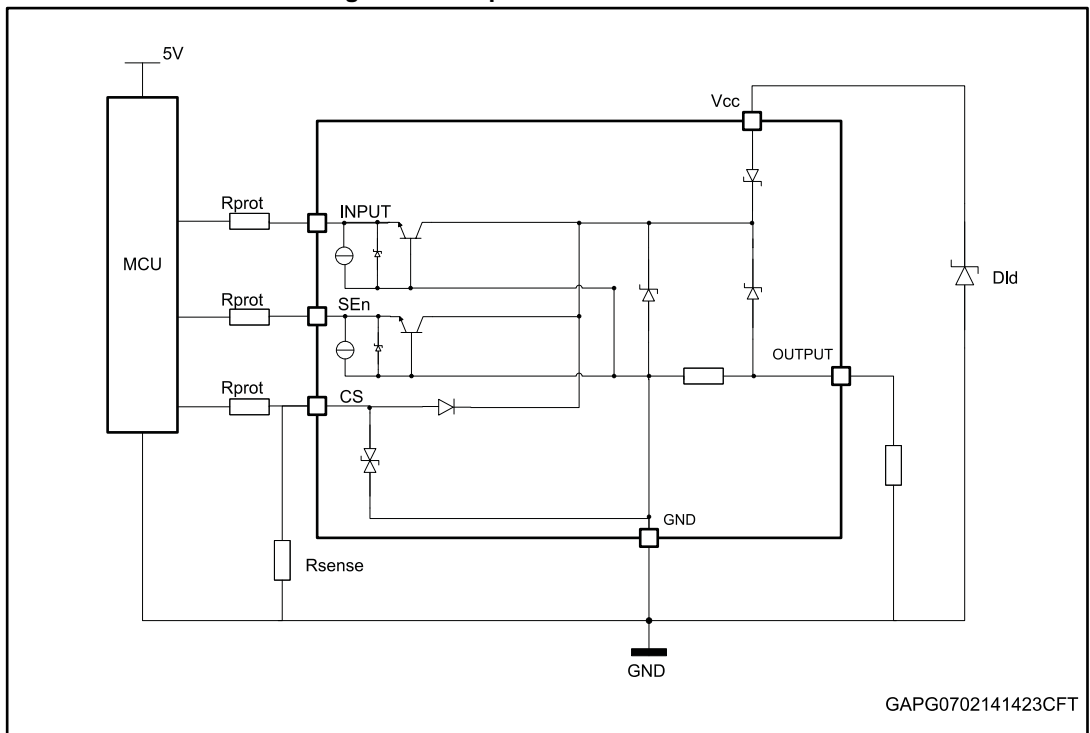 5V
Vcc
Rprot
INPUT
MCU
Dld
Rprot
SEn
OUTPUT
Rprot
CS
GND
Rsense
GND
GAPG0702141423CFT